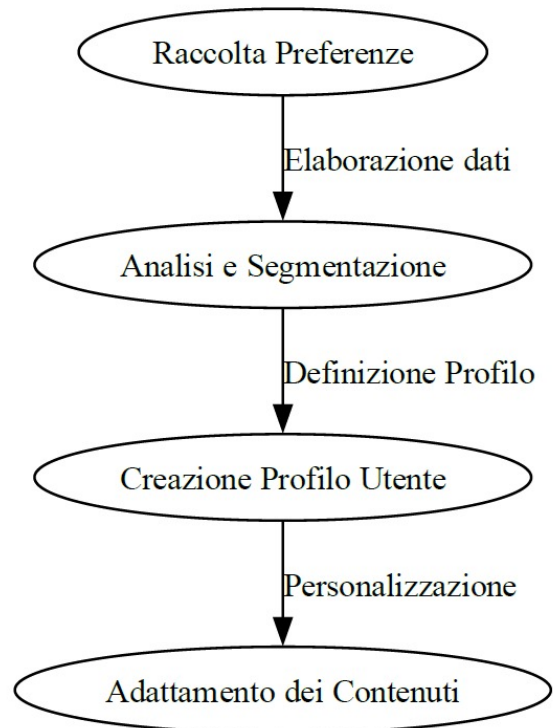 Raccolta Preferenze
Elaborazione dati
Analisi e Segmentazione
Definizione Profilo
Creazione Profilo Utente
Personalizzazione
Adattamento dei Contenuti